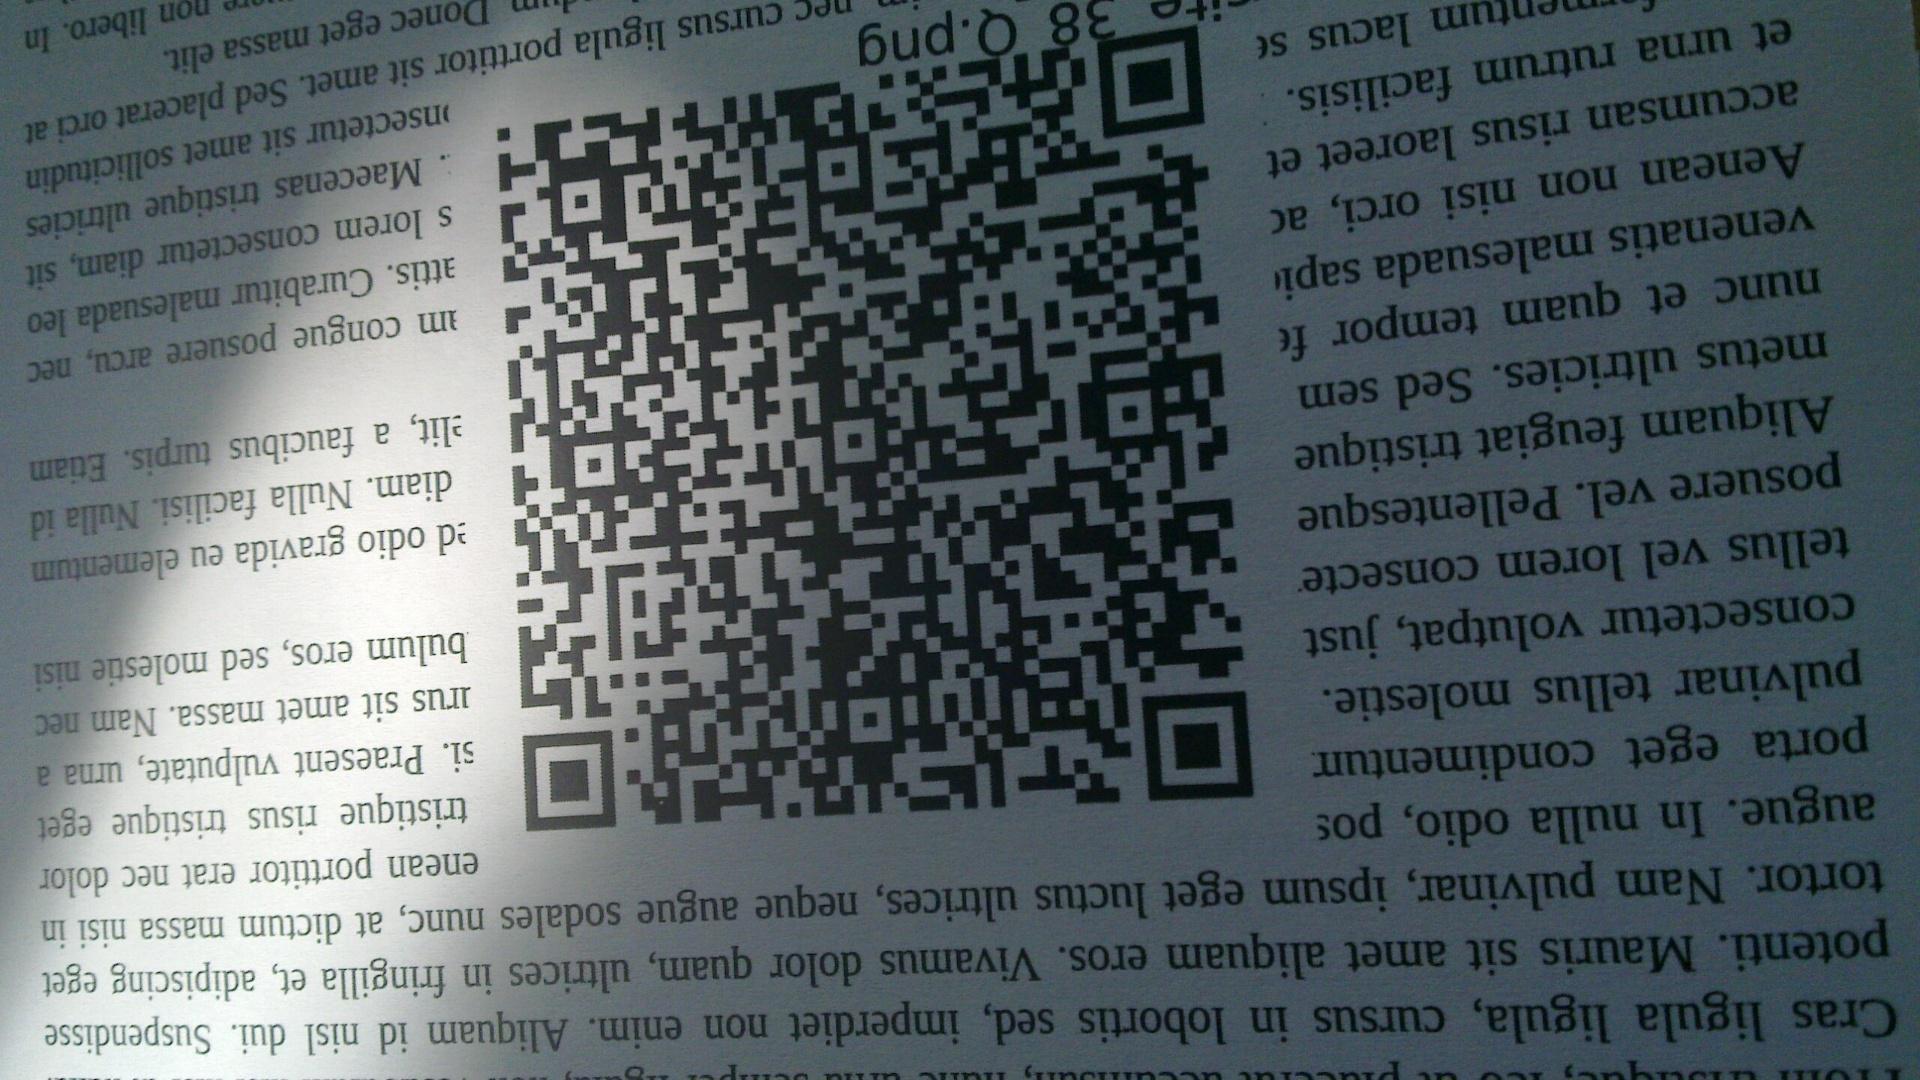 Cras ligula ligula, cursus in lobortis sed, imperdiet non enim. Aliquam id nisl dui. Suspendisse
potenti. Mauris sit amet aliquam eros. Vivamus dolor quam, ultrices in fringilla et, adipiscing eget
tortor. Nam pulvinar, ipsum eget luctus ultrices, neque augue sodales nunc, at dictum massa nisi in
augue. In nulla odio, pos enean porttitor erat nec dolor
porta eget condimentum tristique risus tristique eget
pulvinar tellus molestie. si. Praesent vulputate, urna a
consectetur volutpat, just urus sit amet massa. Nam nec
tellus vel lorem consecte bulum eros, sed molestie nisi
posuere vel. Pellentesque
Aliquam feugiat tristique ed odio gravida eu elementum
metus ultricies. Sed sem diam. Nulla facilisi. Nulla id
nunc et quam tempor elit, a faucibus turpis. Etiam
venenatis malesuada sapi
Aenean non nisi orci, ac am congue posuere arcu, nec
accumsan risus laoreet et attis. Curabitur malesuada leo
et urna rutrum facilisis. s lorem consectetur diam, sit
lacus . Maecenas tristique ultricies
38 Q.png
onsectetur sit amet sollicitudin
nec cursus ligula porttitor sit amet. Sed placerat orci at
Donec eget massa eget massa elit.
non libero. In